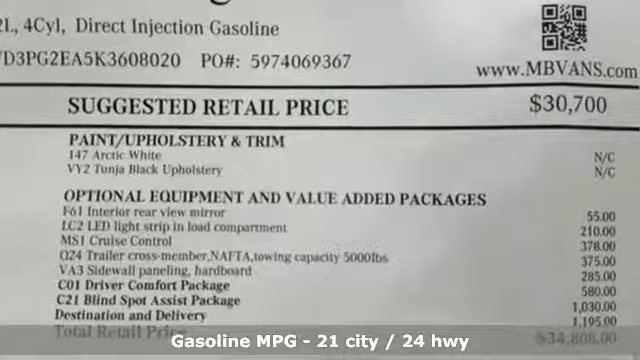 2L, 4Cyl, Direct Injection Gasoline
D3PG2EA5K3608020 PO#: 5974069367
www.MBVANS.com
SUGGESTED RETAIL PRICE $30,700
PAINT/UPHOLSTERY & TRIM
147 Arctic White N/C
VY2 Tunja Black Upholstery N/C
OPTIONAL EQUIPMENT AND VALUE ADDED PACKAGES
F61 Interior rear view mirror 55.00
LC2 LED light strip in load compartment 210.00
MS1 Cruise Control 378.00
Q24 Trailer cross-member,NAFTA,towing capacity 5000lbs 375.00
VA3 Sidewall paneling, hardboard 285.00
C01 Driver Comfort Package 580.00
C21 Blind Spot Assist Package 1,030.00
Destination and Delivery 1,195.00
Total Retail Price $34,808.00
Gasoline MPG - 21 city / 24 hwy